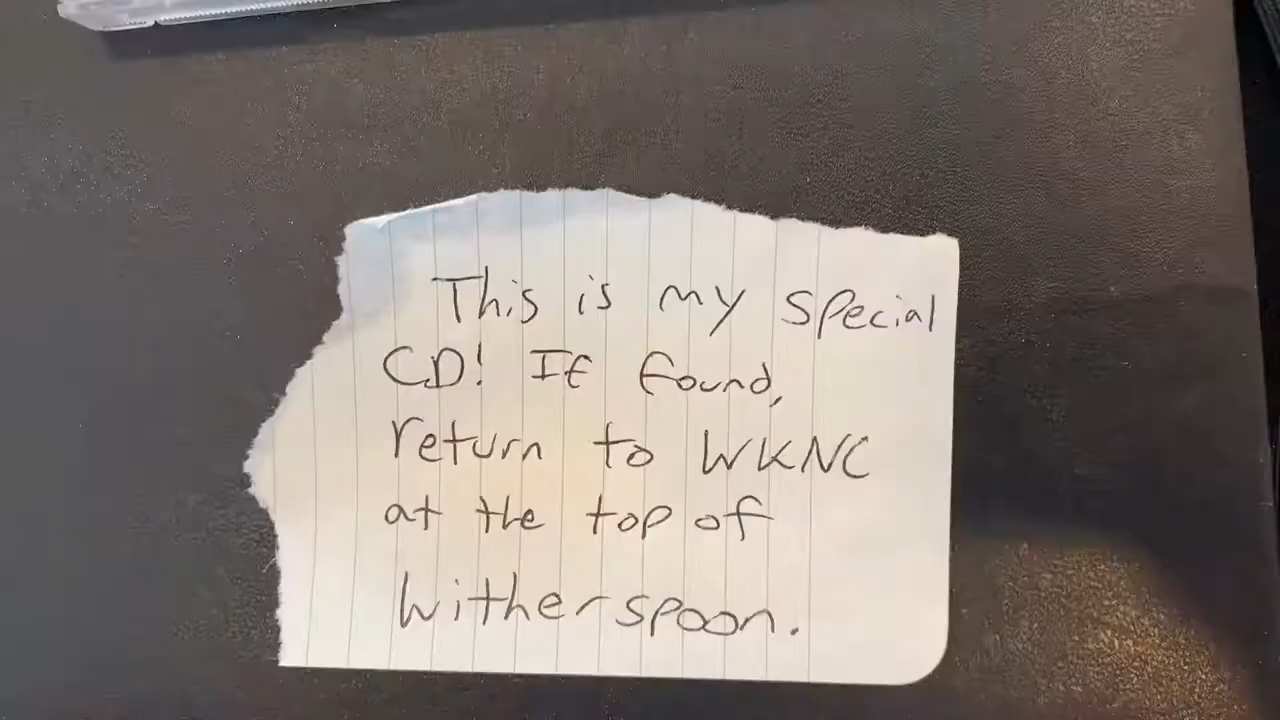 This is my special
CD! If found,
return to WKNC
at the top of
Witherspoon.